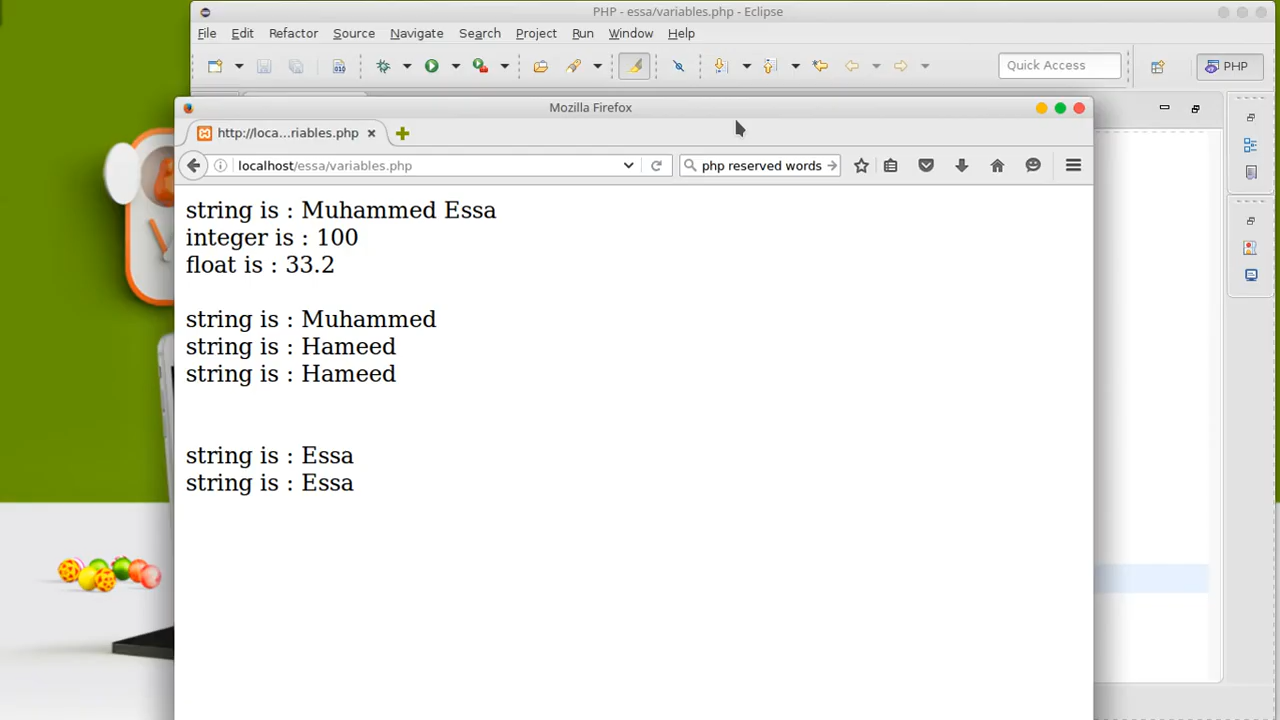 PHP - essa/variables.php - Eclipse
File Edit Refactor Source Navigate Search Project Run Window Help
Quick Access
PHP
Mozilla Firefox
http://loca...riables.php
localhost/essa/variables.php
php reserved words
string is : Muhammed Essa
integer is : 100
float is : 33.2
string is : Muhammed
string is : Hameed
string is : Hameed
string is : Essa
string is : Essa